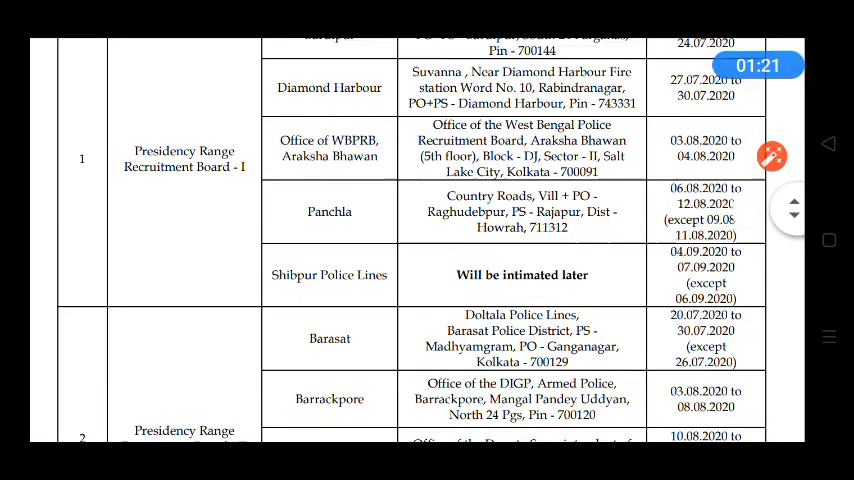 24.07.2020
Pin - 700144
01:21
Diamond Harbour
Suvanna , Near Diamond Harbour Fire
station Word No. 10, Rabindranagar,
PO+PS - Diamond Harbour, Pin - 743331
27.07.2020 to
30.07.2020
1
Presidency Range
Recruitment Board - I
Office of WBPRB,
Araksha Bhawan
Office of the West Bengal Police
Recruitment Board, Araksha Bhawan
(5th floor), Block - DJ, Sector - II, Salt
Lake City, Kolkata - 700091
03.08.2020 to
04.08.2020
Panchla
Country Roads, Vill + PO -
Raghudebpur, PS - Rajapur, Dist -
Howrah, 711312
06.08.2020 to
12.08.2020
(except 09.08
11.08.2020)
Shibpur Police Lines
Will be intimated later
04.09.2020 to
07.09.2020
(except
06.09.2020)
Barasat
Doltala Police Lines,
Barasat Police District, PS -
Madhyamgram, PO - Ganganagar,
Kolkata - 700129
20.07.2020 to
30.07.2020
(except
26.07.2020)
Barrackpore
Office of the DIGP, Armed Police,
Barrackpore, Mangal Pandey Uddyan,
North 24 Pgs, Pin - 700120
03.08.2020 to
08.08.2020
2
Presidency Range
10.08.2020 to